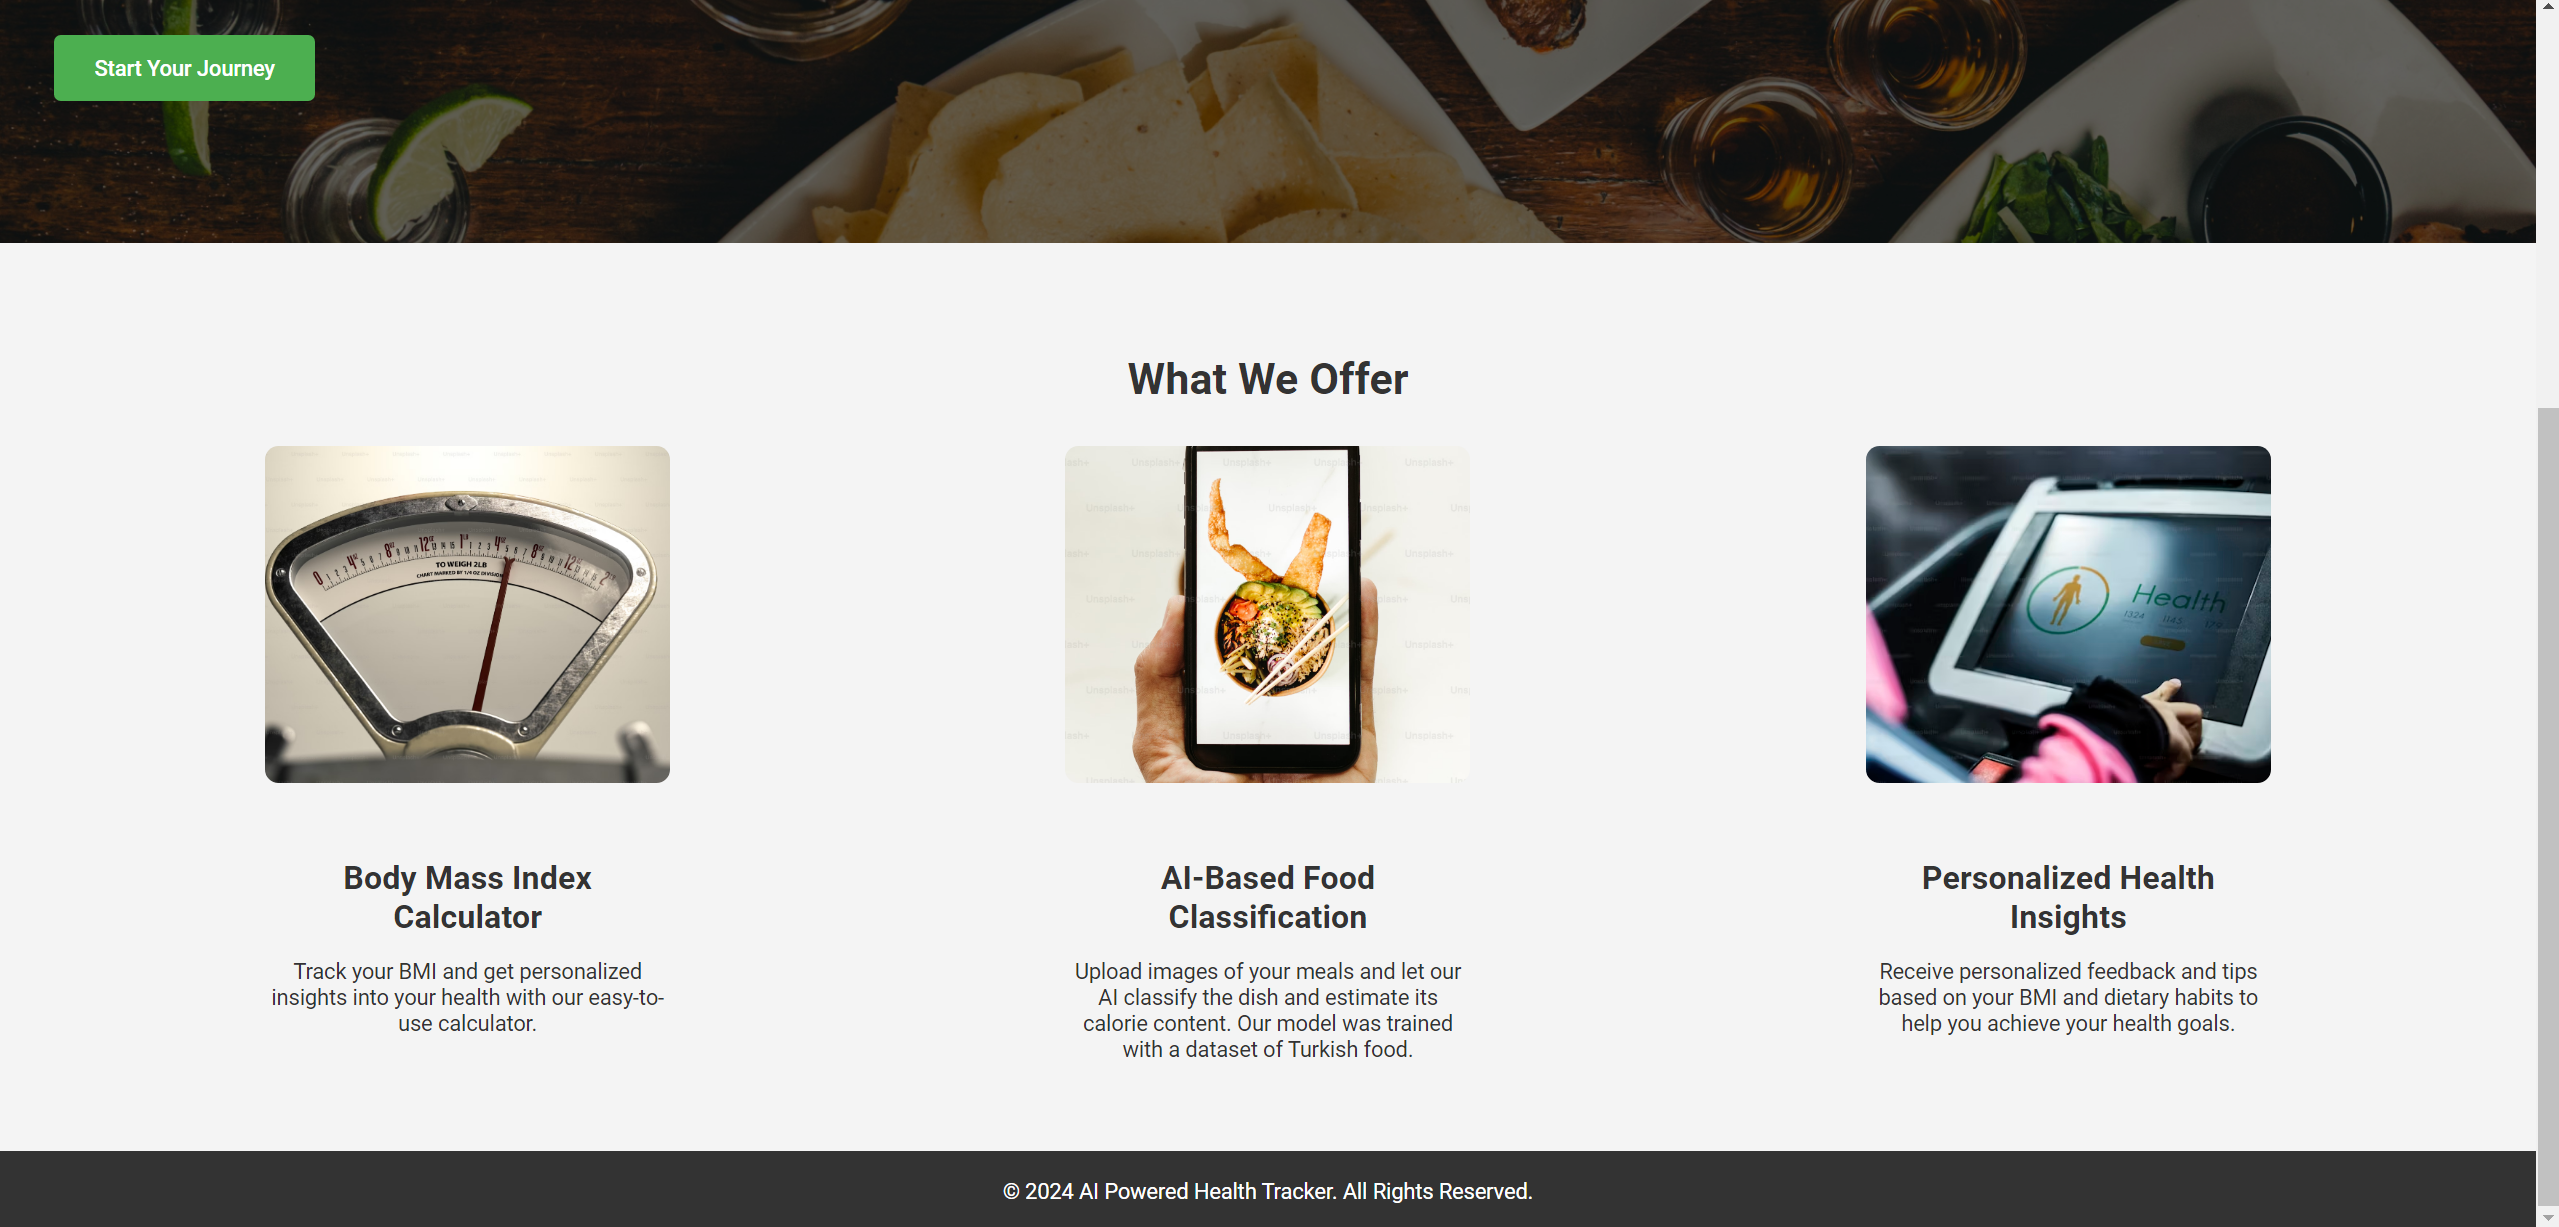 Start Your Journey
What We Offer
TO WEIGH 2LB
Health
Body Mass Index
Calculator
Track your BMI and get personalized
insights into your health with our easy-to-
use calculator.
AI-Based Food
Classification
Upload images of your meals and let our
AI classify the dish and estimate its
calorie content. Our model was trained
with a dataset of Turkish food.
Personalized Health
Insights
Receive personalized feedback and tips
based on your BMI and dietary habits to
help you achieve your health goals.
© 2024 AI Powered Health Tracker. All Rights Reserved.